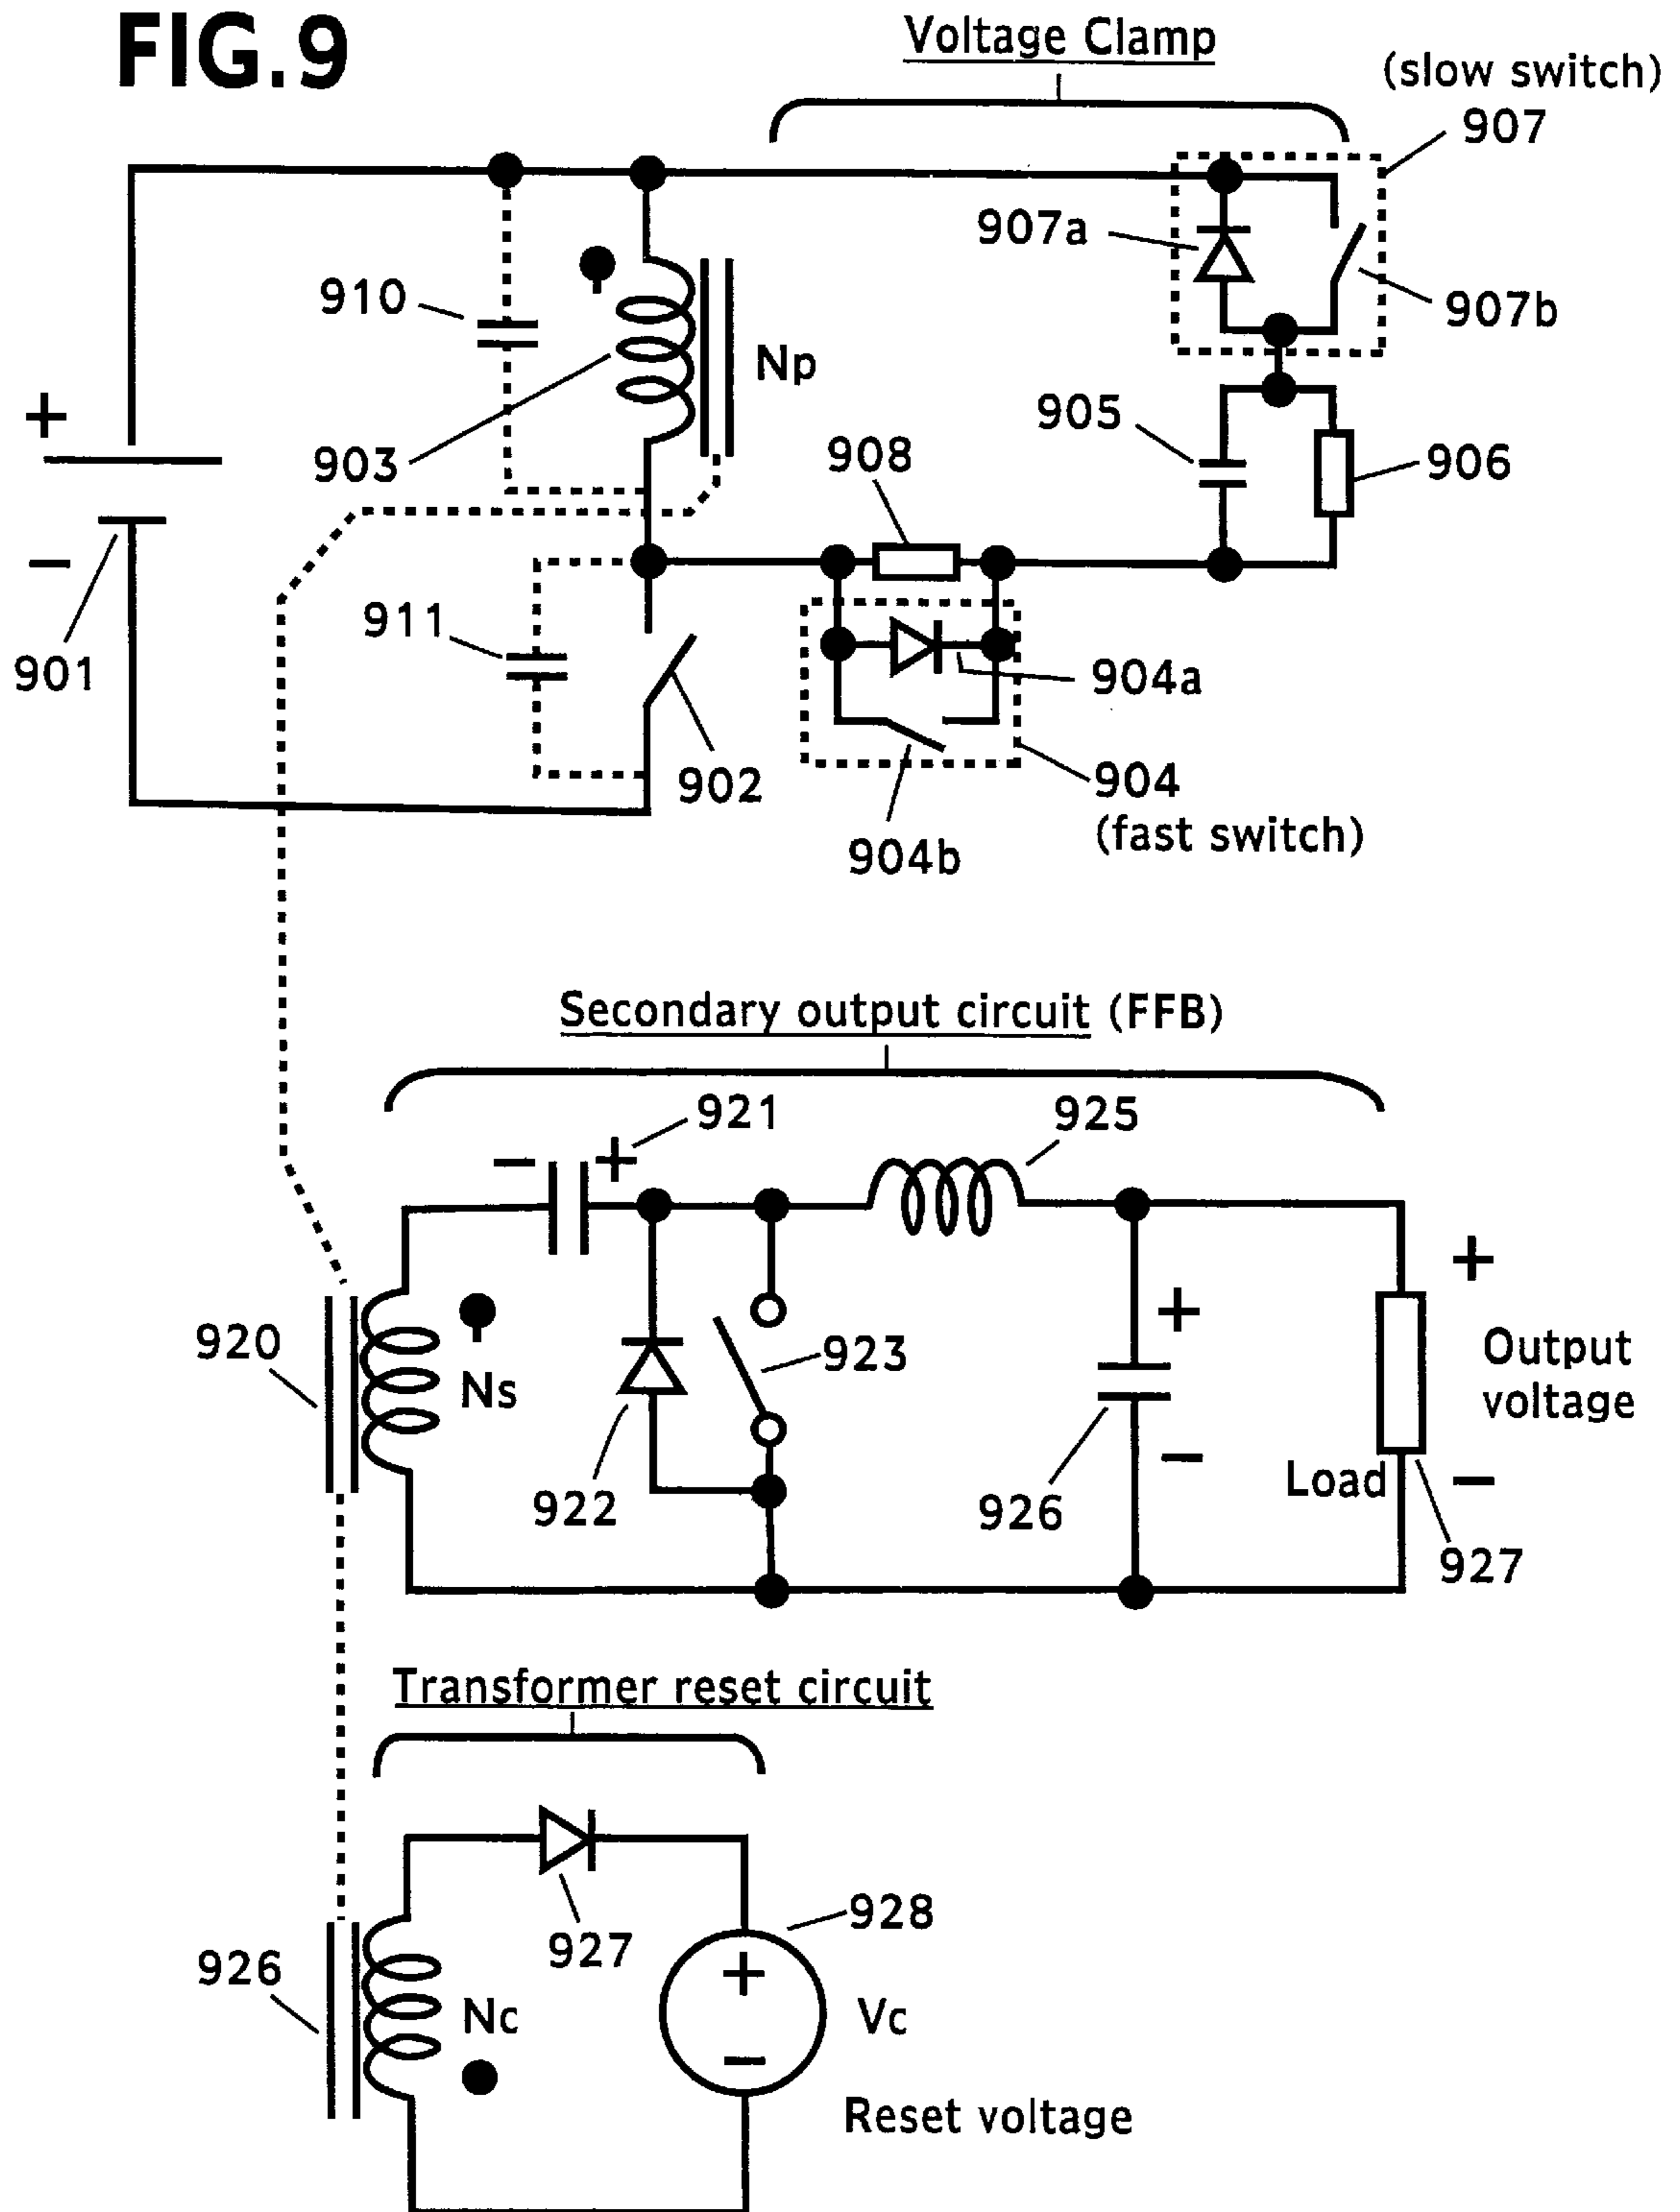 FIG.9
Voltage Clamp
(slow switch)
907
907a
907b
910
Np
+
903
905
906
908
−
911
901
902
904a
904
(fast switch)
904b
Secondary output circuit (FFB)
921
925
− +
+
+
920
Ns
923
Output
voltage
922
926
−
Load
−
927
Transformer reset circuit
927
928
926
Nc
+
Vc
−
Reset voltage